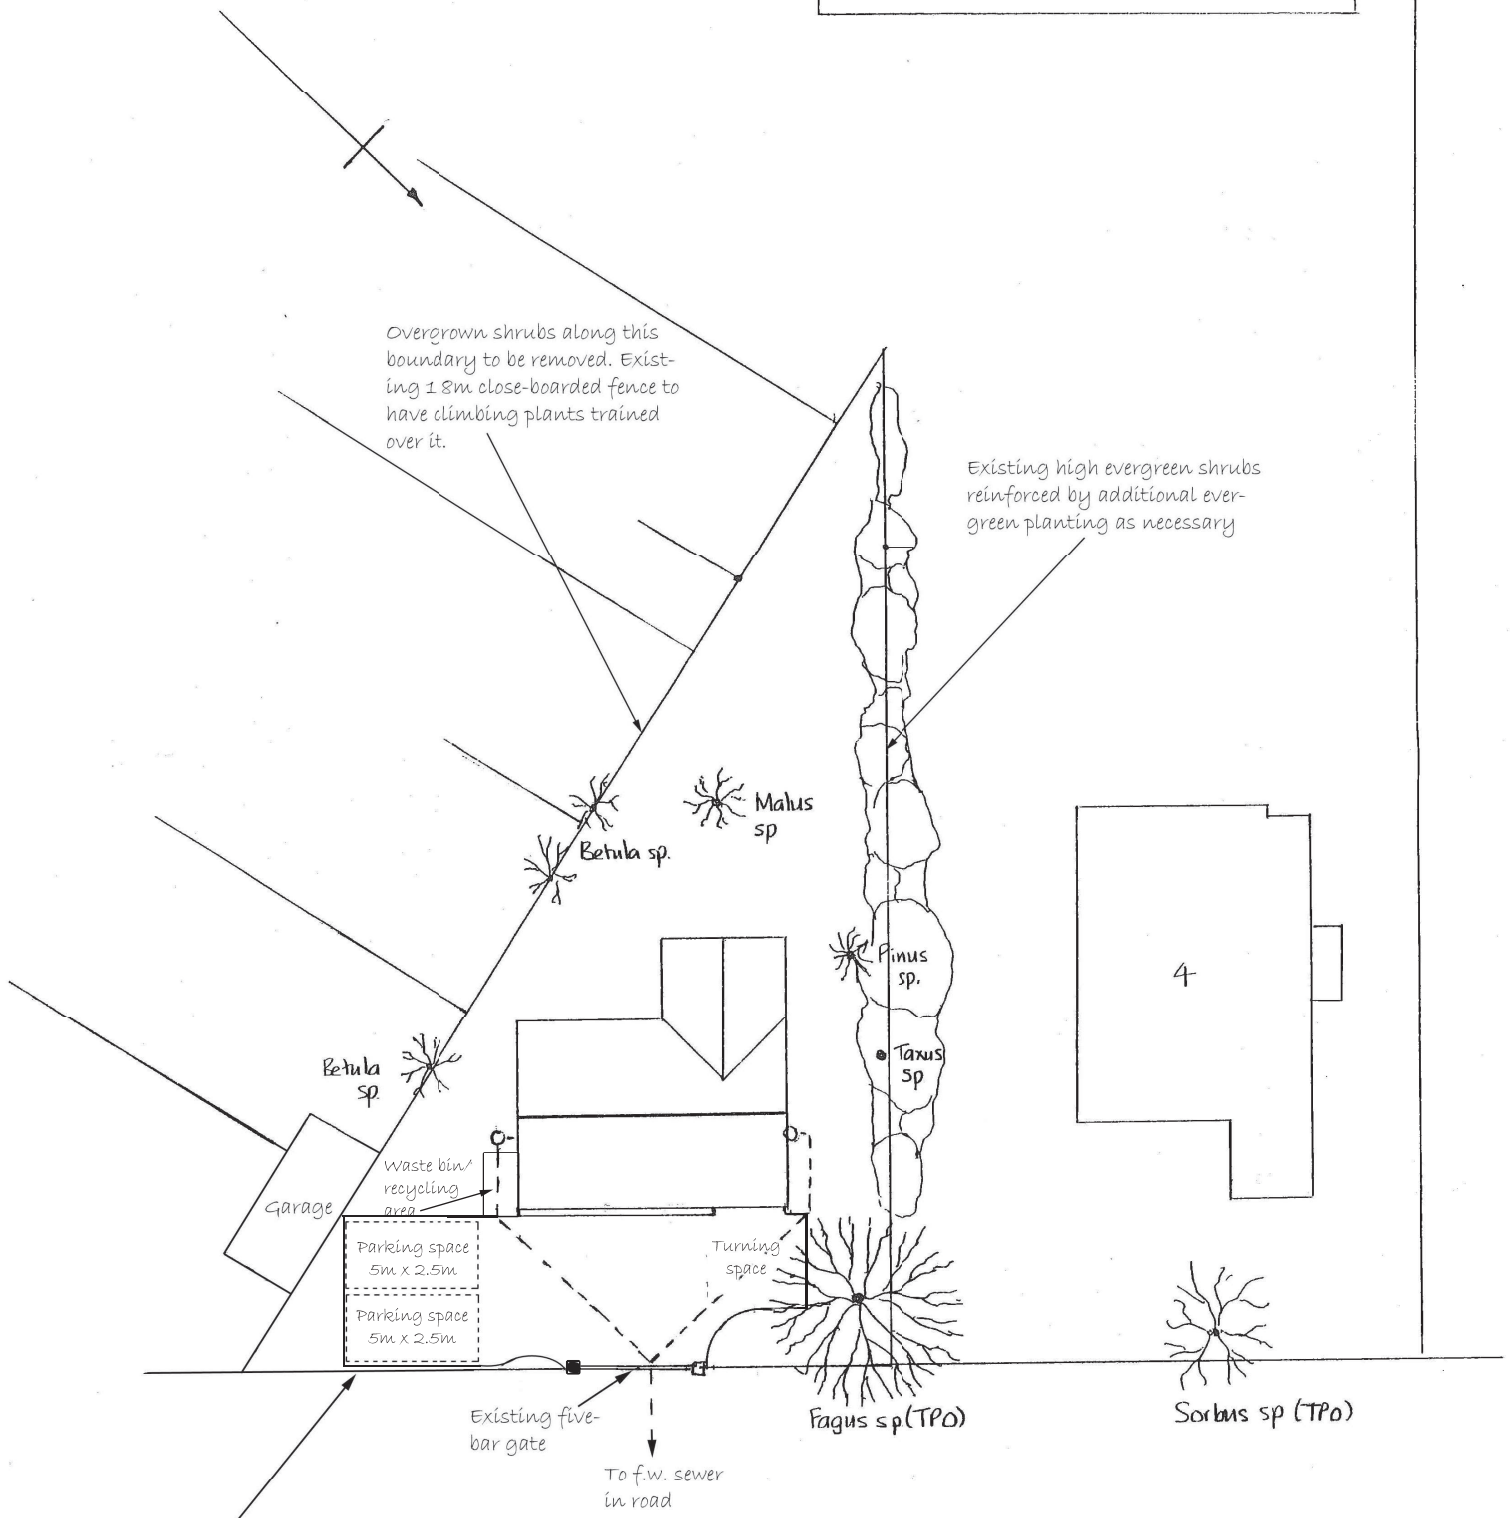 Overgrown shrubs along this
boundary to be removed. Exist-
ing 1 8m close-boarded fence to
have climbing plants trained
over it.
Existing high evergreen shrubs
reinforced by additional ever-
green planting as necessary
Malus
sp
Betula sp.
Pinus
sp.
4
Taxus
sp
Betula
sp.
Waste bin/
recycling
area
Garage
Parking space
5m x 2.5m
Turning
space
Parking space
5m x 2.5m
Existing five-
bar gate
Fagus sp (TPO)
Sorbus sp (TPO)
To f.w. sewer
in road